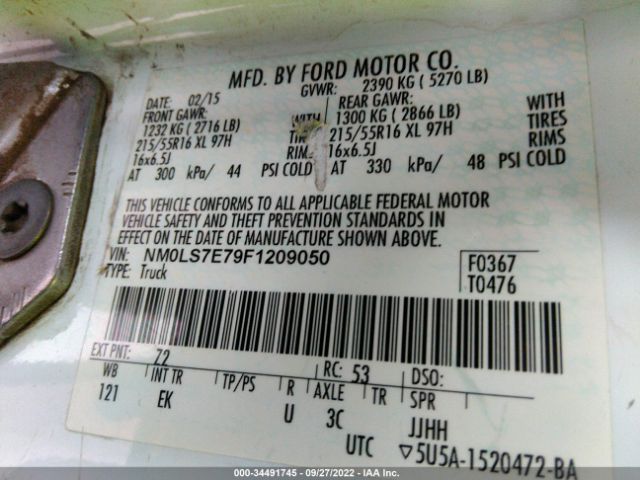 MFD. BY FORD MOTOR CO.
GVWR: 2390 KG ( 5270 LB)
DATE: 02/15
FRONT GAWR: REAR GAWR:
1232 KG ( 2716 LB) WITH 1300 KG ( 2866 LB) WITH
215/55R16 XL 97H 215/55R16 XL 97H TIRES
16x6.5J RIMS 16x6.5J RIMS
AT 300 kPa/ 44 PSI COLD AT 330 kPa/ 48 PSI COLD
THIS VEHICLE CONFORMS TO ALL APPLICABLE FEDERAL MOTOR
VEHICLE SAFETY AND THEFT PREVENTION STANDARDS IN
EFFECT ON THE DATE OF MANUFACTURE SHOWN ABOVE.
VIN: NM0LS7E79F1209050 F0367
TYPE: Truck T0476
EXT PNT: Z2 RC: 53 DSO:
WB INT TR TP/PS R AXLE TR SPR
121 EK U 3C JJHH
UTC ▽5U5A-1520472-BA
000-34491745 - 09/27/2022 - IAA Inc.